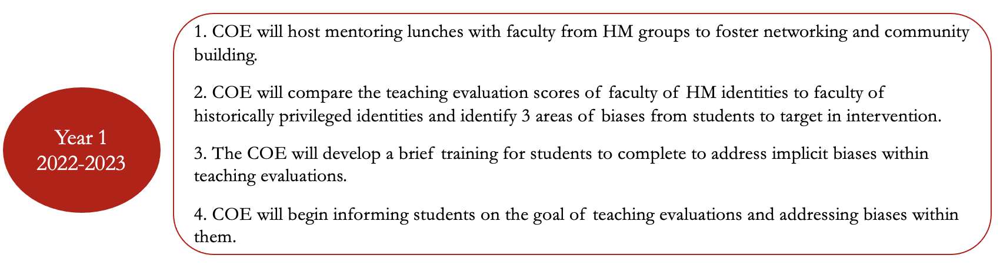 Year 1
2022-2023
1. COE will host mentoring lunches with faculty from HM groups to foster networking and community
building.
2. COE will compare the teaching evaluation scores of faculty of HM identities to faculty of
historically privileged identities and identify 3 areas of biases from students to target in intervention.
3. The COE will develop a brief training for students to complete to address implicit biases within
teaching evaluations.
4. COE will begin informing students on the goal of teaching evaluations and addressing biases within
them.